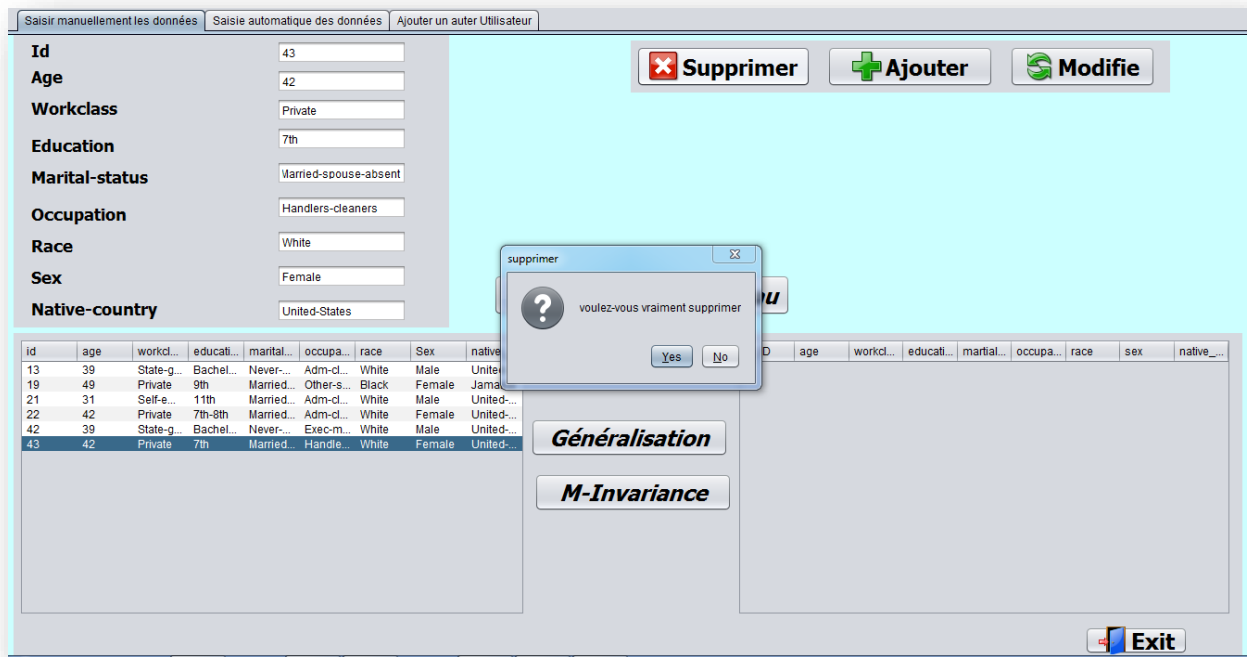 Saisir manuellement les données Saisie automatique des données Ajouter un auter Utilisateur
Id 43
Age 42
Workclass Private
Education 7th
Marital-status Married-spouse-absent
Occupation Handlers-cleaners
Race White
Sex Female
Native-country United-States
Supprimer Ajouter Modifie
supprimer
voulez-vous vraiment supprimer
Yes No
id age workcl... educati... marital... occupa... race Sex native
13 39 State-g... Bachel... Never-... Adm-cl... White Male United-
19 49 Private 9th Married... Other-s... Black Female Jama
21 31 Self-e... 11th Married... Adm-cl... White Male United-...
22 42 Private 7th-8th Married... Adm-cl... White Female United-...
42 39 State-g... Bachel... Never-... Exec-m... White Male United-...
43 42 Private 7th Married... Handle... White Female United-...
Généralisation
M-Invariance
D age workcl... educati... martial... occupa... race sex native_...
Exit